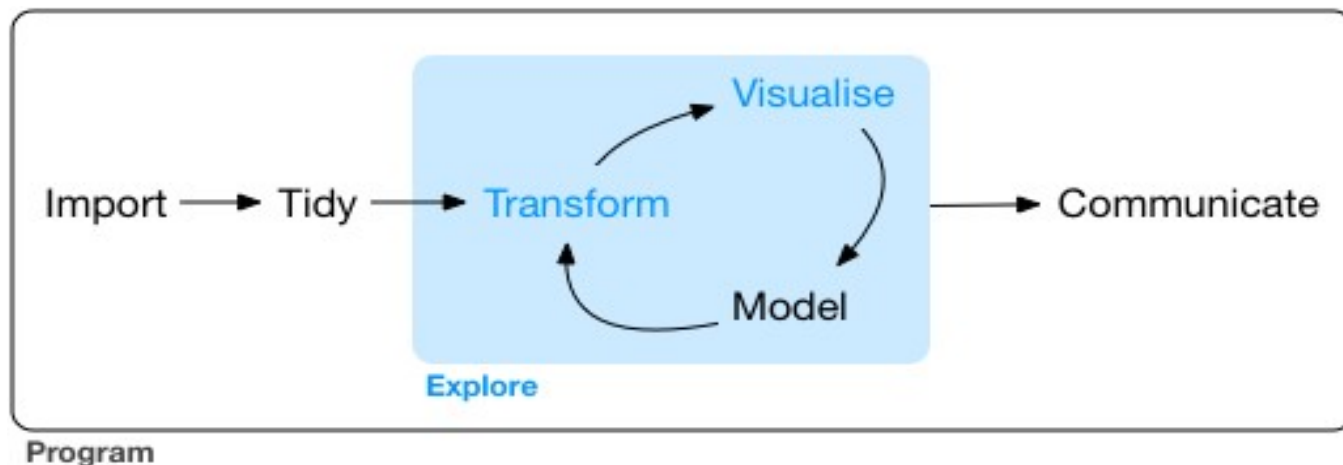 Visualise
Import
Tidy
Transform
Communicate
Model
Explore
Program